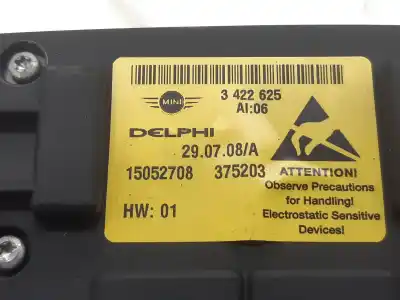 MINI
3 422 625
AI:06
DELPHI
29.07.08/A
15052708 375203
HW: 01
ATTENTION!
Observe Precautions
for Handling!
Electrostatic Sensitive
Devices!